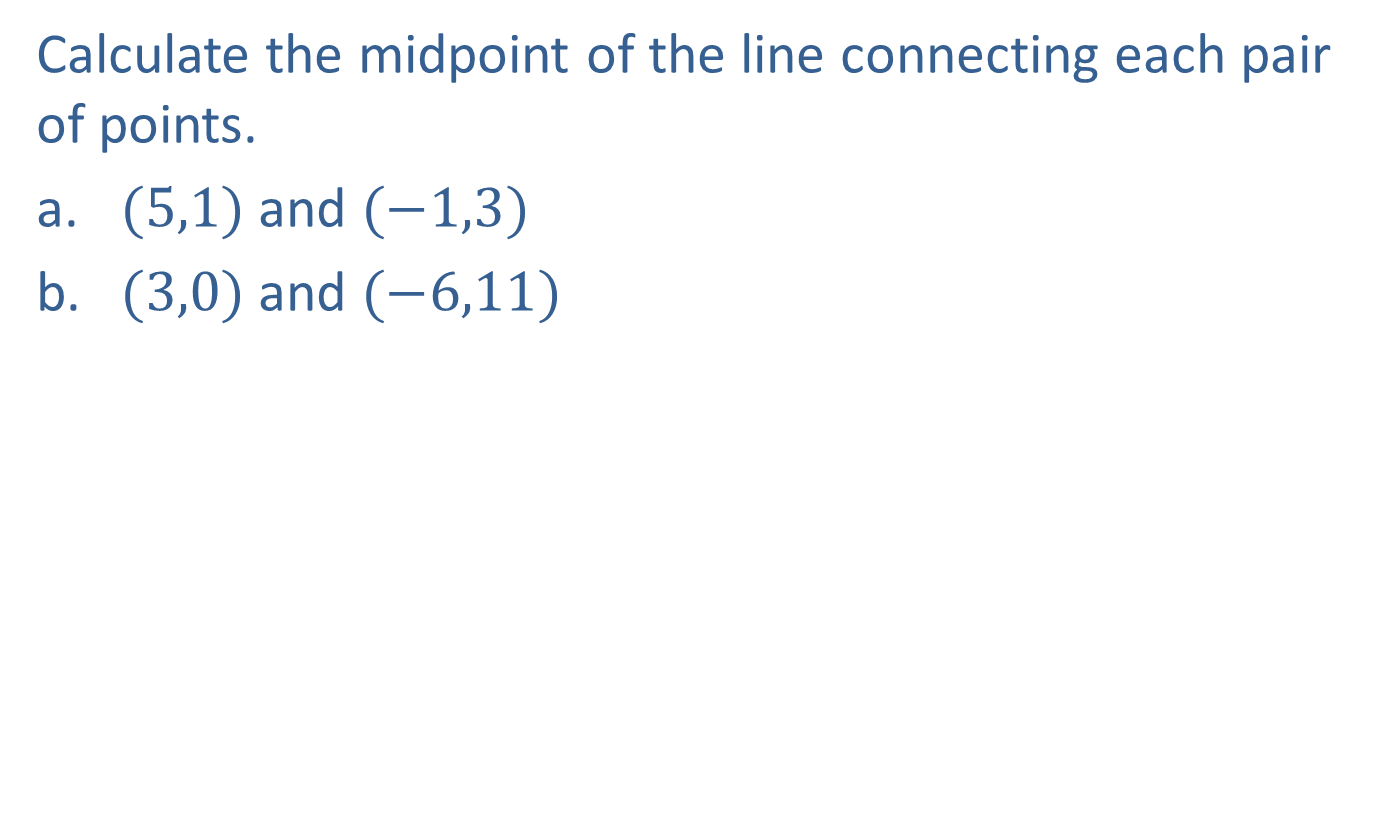 Calculate the midpoint of the line connecting each pair
of points.
a. (5,1) and (−1,3)
b. (3,0) and (−6,11)